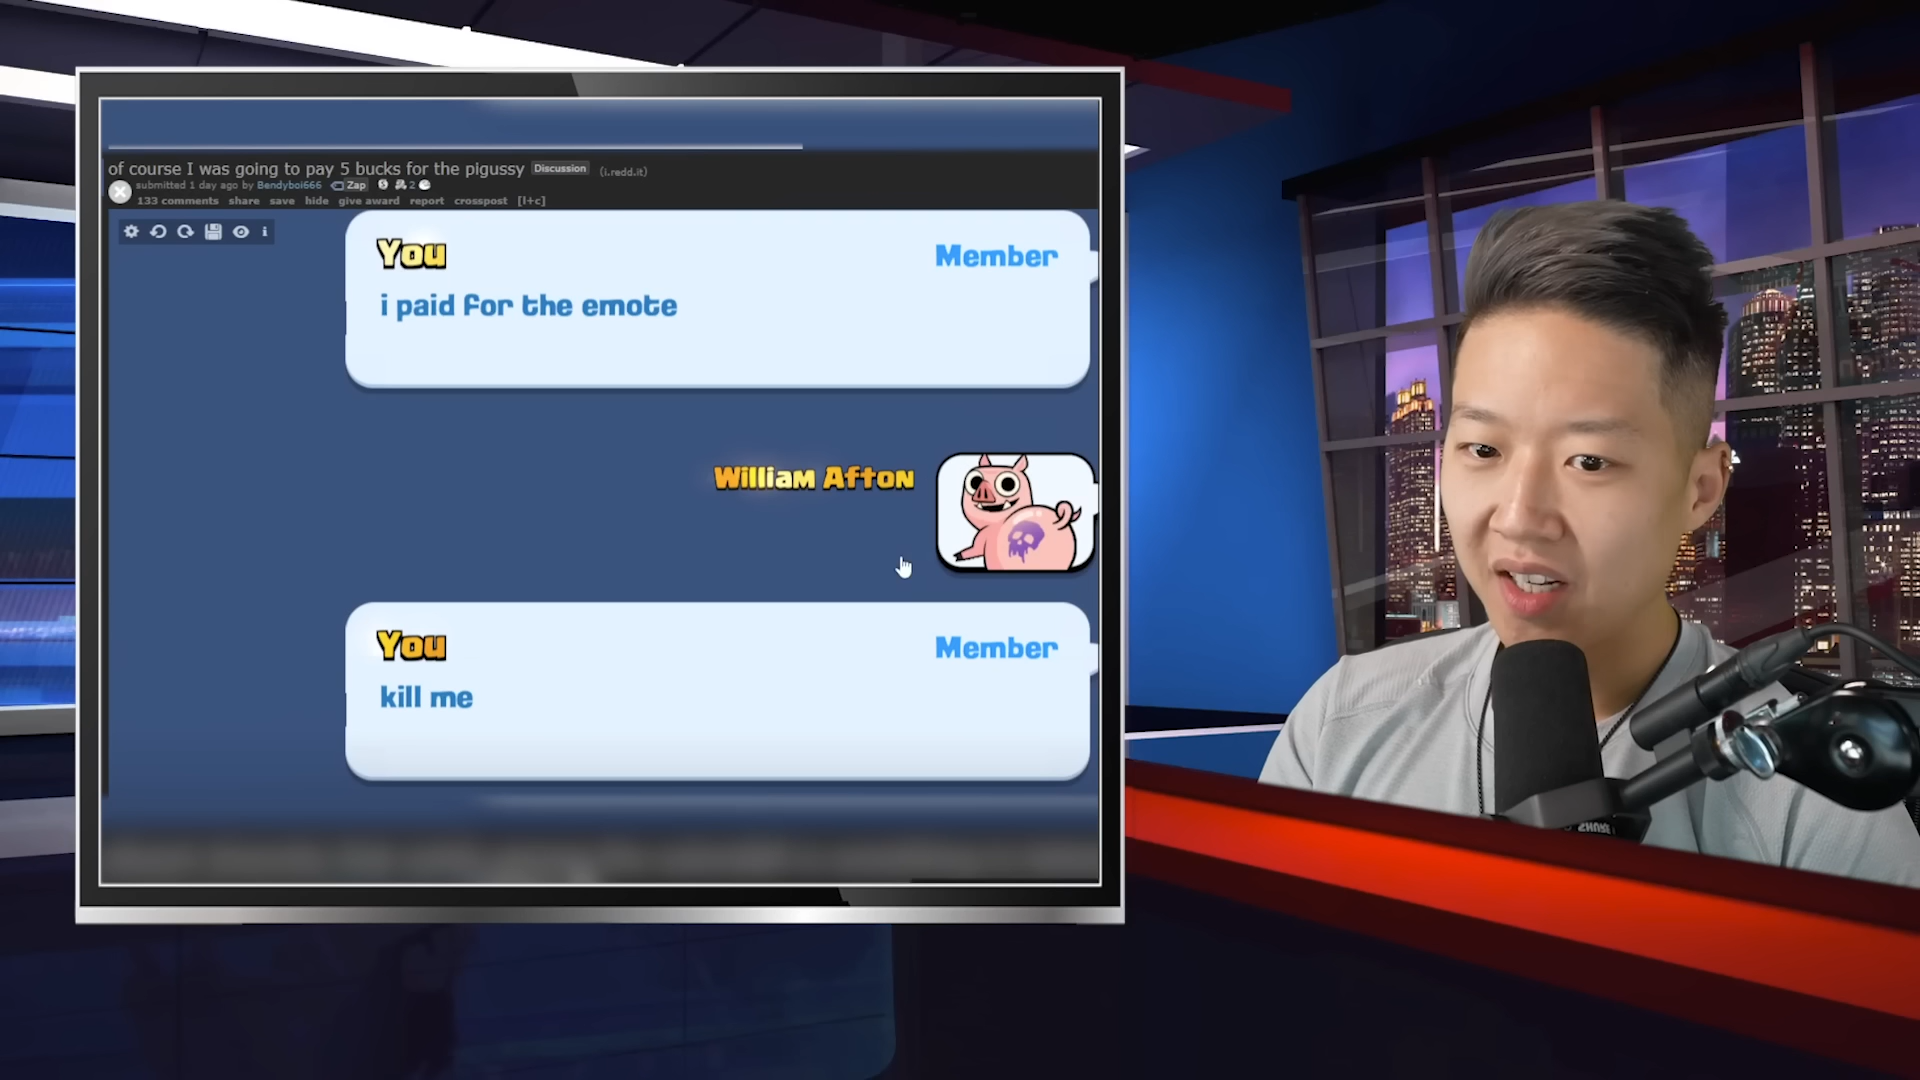 of course I was going to pay 5 bucks for the pigussy Discussion (i.redd.it)
submitted 1 day ago by Bendyboi666 Zap 2
133 comments share save hide give award report crosspost [l+c]
You Member
i paid for the emote
William Afton
You Member
kill me